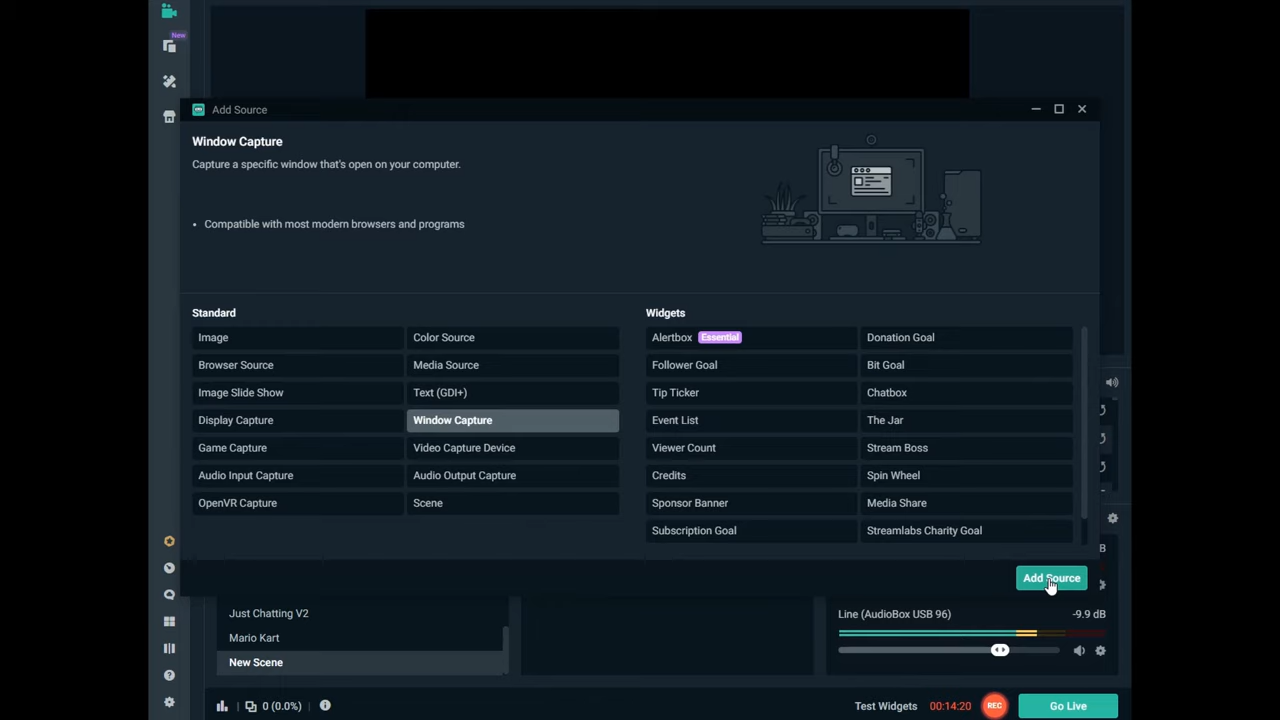 New
Add Source
Window Capture
Capture a specific window that's open on your computer.
• Compatible with most modern browsers and programs
Standard
Image
Color Source
Browser Source
Media Source
Image Slide Show
Text (GDI+)
Display Capture
Window Capture
Game Capture
Video Capture Device
Audio Input Capture
Audio Output Capture
OpenVR Capture
Scene
Widgets
Alertbox Essential
Donation Goal
Follower Goal
Bit Goal
Tip Ticker
Chatbox
Event List
The Jar
Viewer Count
Stream Boss
Credits
Spin Wheel
Sponsor Banner
Media Share
Subscription Goal
Streamlabs Charity Goal
Add Source
Just Chatting V2
Mario Kart
New Scene
B
Line (AudioBox USB 96) -9.9 dB
0 (0.0%)
Test Widgets 00:14:20 REC Go Live